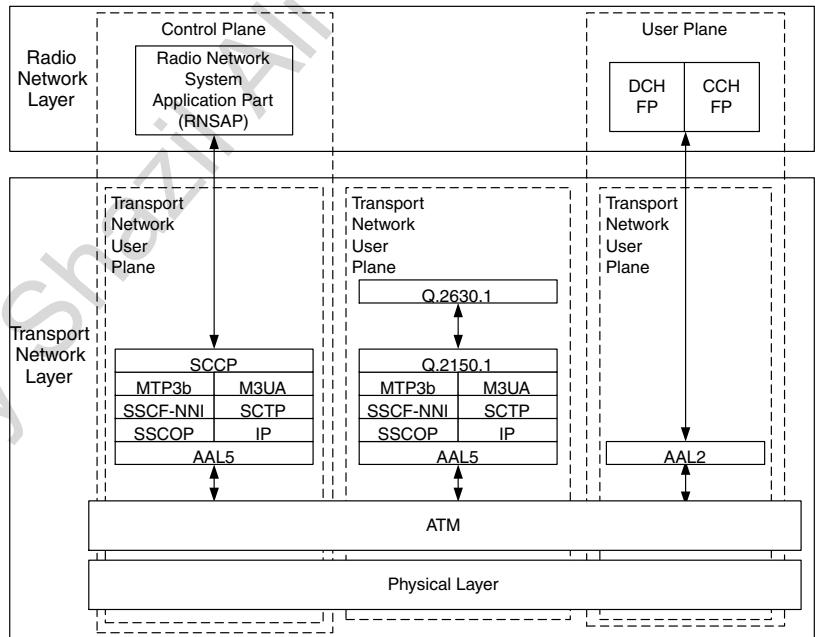 Control Plane
User Plane
Radio
Network
Layer
Radio Network
System
Application Part
(RNSAP)
DCH
FP
CCH
FP
Transport
Network
User
Plane
Transport
Network
User
Plane
Transport
Network
User
Plane
Q.2630.1
Transport
Network
Layer
SCCP
MTP3b
M3UA
SSCF-NNI
SCTP
SSCOP
IP
AAL5
Q.2150.1
MTP3b
M3UA
SSCF-NNI
SCTP
SSCOP
IP
AAL5
AAL2
ATM
Physical Layer
y Shazil Ali